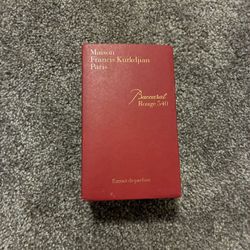 Maison
Francis Kurkdjian
Paris
Baccarat
Rouge 540
Extrait de parfum